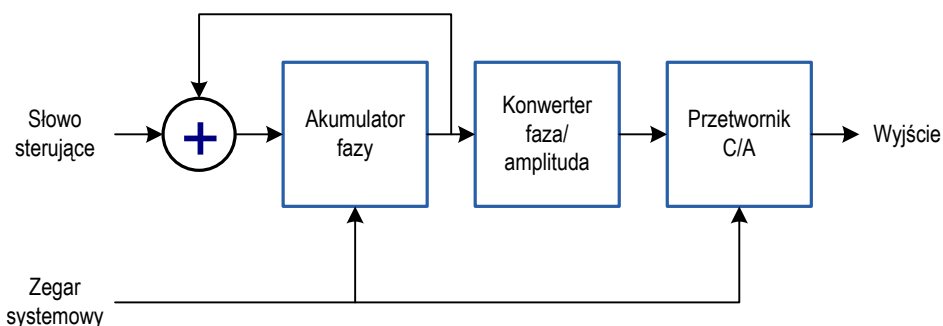 Słowo
sterujące
+
Akumulator
fazy
Konwerter
faza/
amplituda
Przetwornik
C/A
Wyjście
Zegar
systemowy